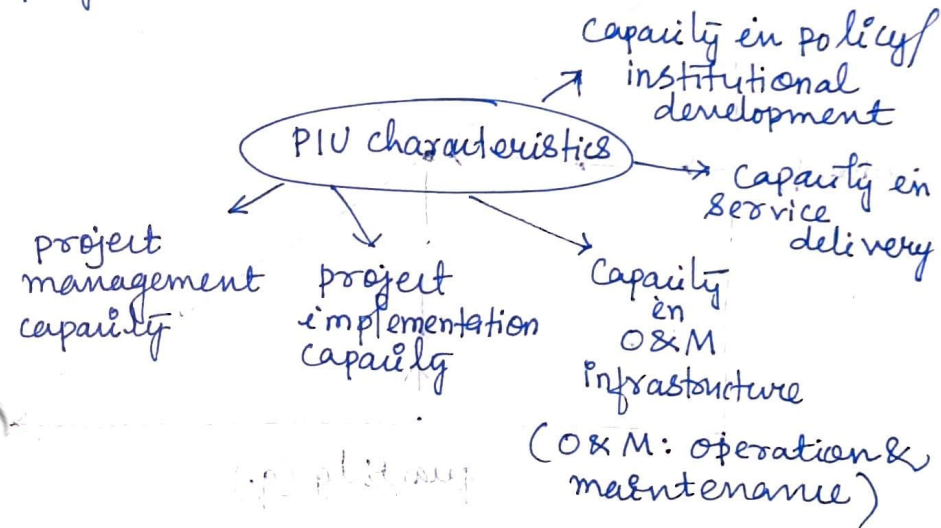 capacity in policy/
institutional
development
PIU characteristics
capacity in
service
delivery
project
management
capacity
project
implementation
capacity
capacity
in
O&M
infrastructure
(O&M: operation &
maintenance)